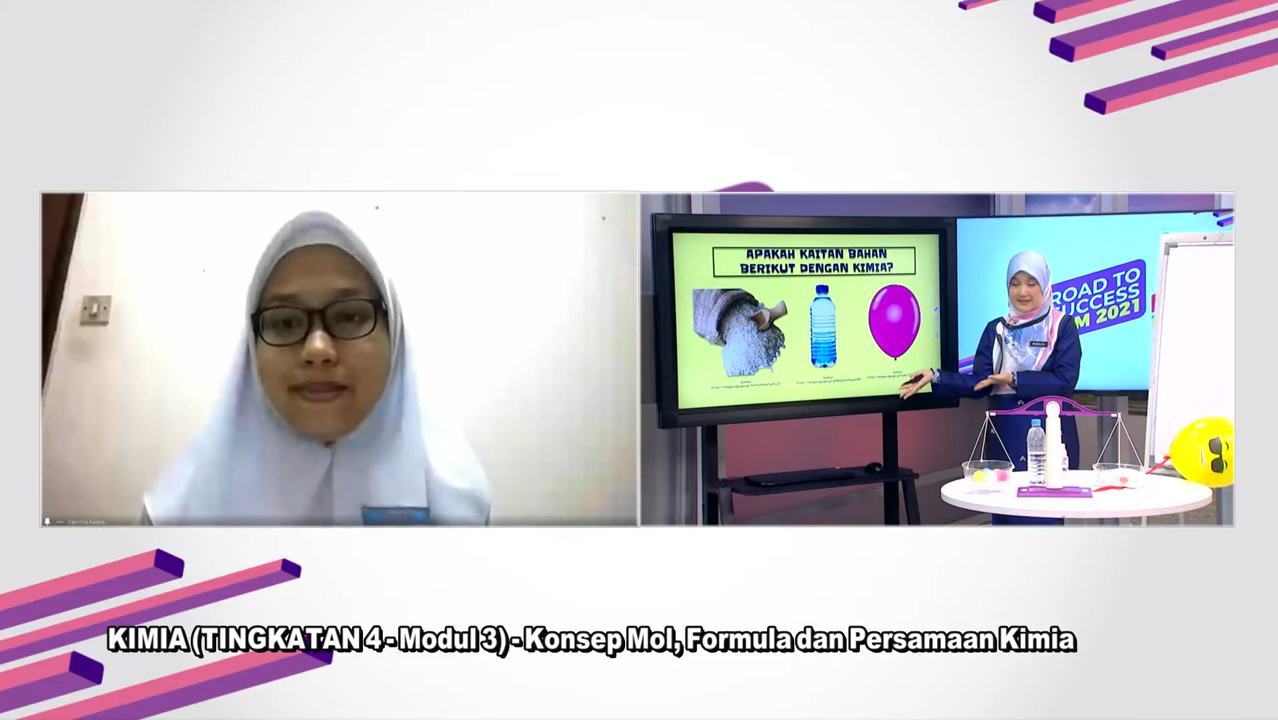 APAKAH KAITAN BAHAN
BERIKUT DENGAN KIMIA?
ROAD TO
SUCCESS
M 2021
KIMIA (TINGKATAN 4 - Modul 3) - Konsep Mol, Formula dan Persamaan Kimia